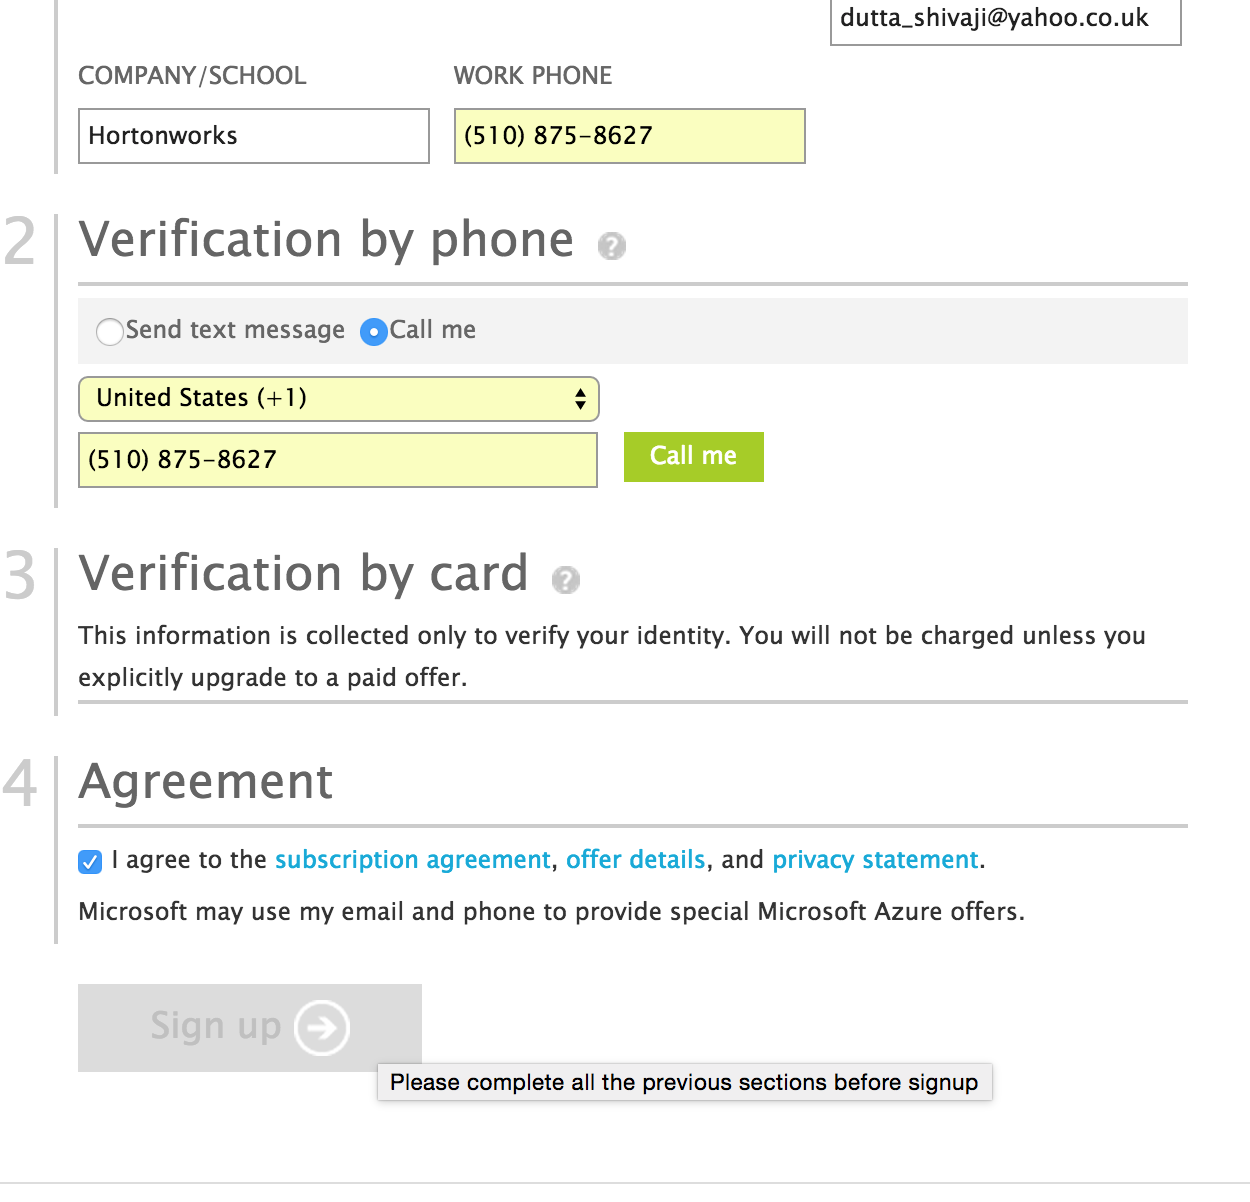 dutta_shivaji@yahoo.co.uk
COMPANY/SCHOOL WORK PHONE
Hortonworks (510) 875-8627
2 Verification by phone ?
Send text message Call me
United States (+1)
(510) 875-8627 Call me
3 Verification by card ?
This information is collected only to verify your identity. You will not be charged unless you
explicitly upgrade to a paid offer.
4 Agreement
I agree to the subscription agreement, offer details, and privacy statement.
Microsoft may use my email and phone to provide special Microsoft Azure offers.
Sign up
Please complete all the previous sections before signup